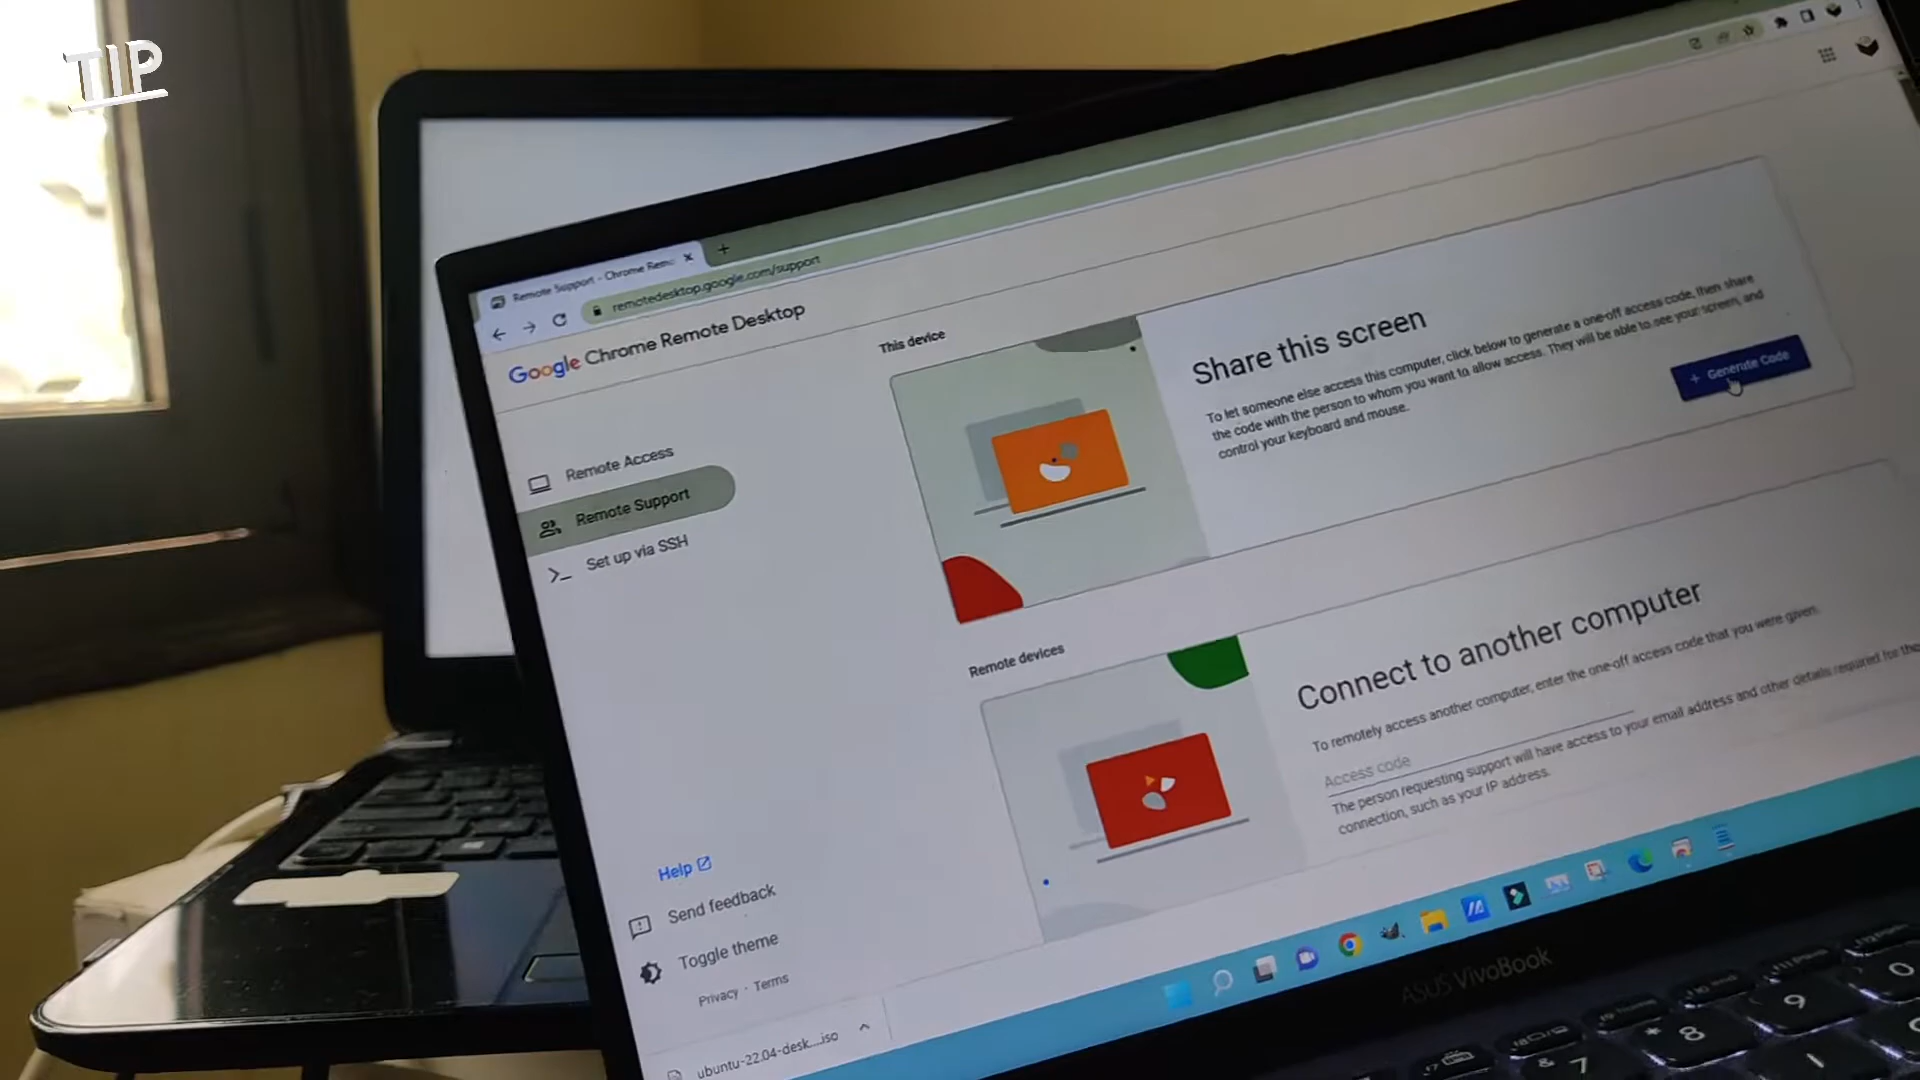 TIP
Remote Support - Chrome Remo
remotedesktop.google.com/support
Google Chrome Remote Desktop
Remote Access
Remote Support
Set up via SSH
Help
Send feedback
Toggle theme
Privacy · Terms
ubuntu-22.04-desk....iso
This device
Share this screen
To let someone else access this computer, click below to generate a one-off access code, then share
the code with the person to whom you want to allow access. They will be able to see your screen, and
control your keyboard and mouse.
+ Generate Code
Remote devices
Connect to another computer
To remotely access another computer, enter the one-off access code that you were given.
Access code
The person requesting support will have access to your email address and other details required for the
connection, such as your IP address.
ASUS VivoBook
& 7
* 8
9
0